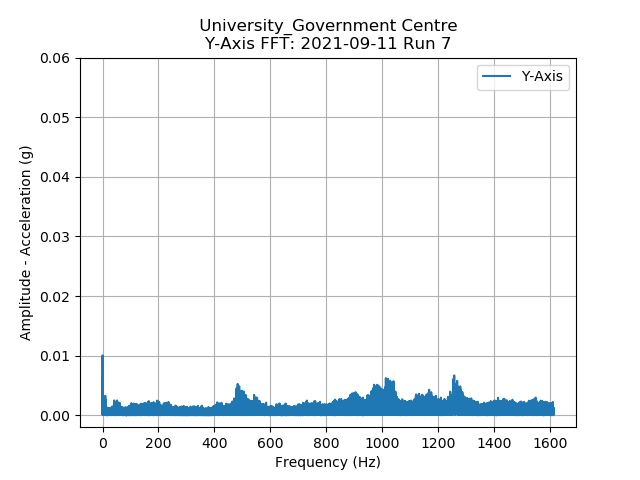 University_Government Centre
Y-Axis FFT: 2021-09-11 Run 7
Y-Axis
0.06
0.05
0.04
0.03
0.02
0.01
0.00
Amplitude - Acceleration (g)
0 200 400 600 800 1000 1200 1400 1600
Frequency (Hz)